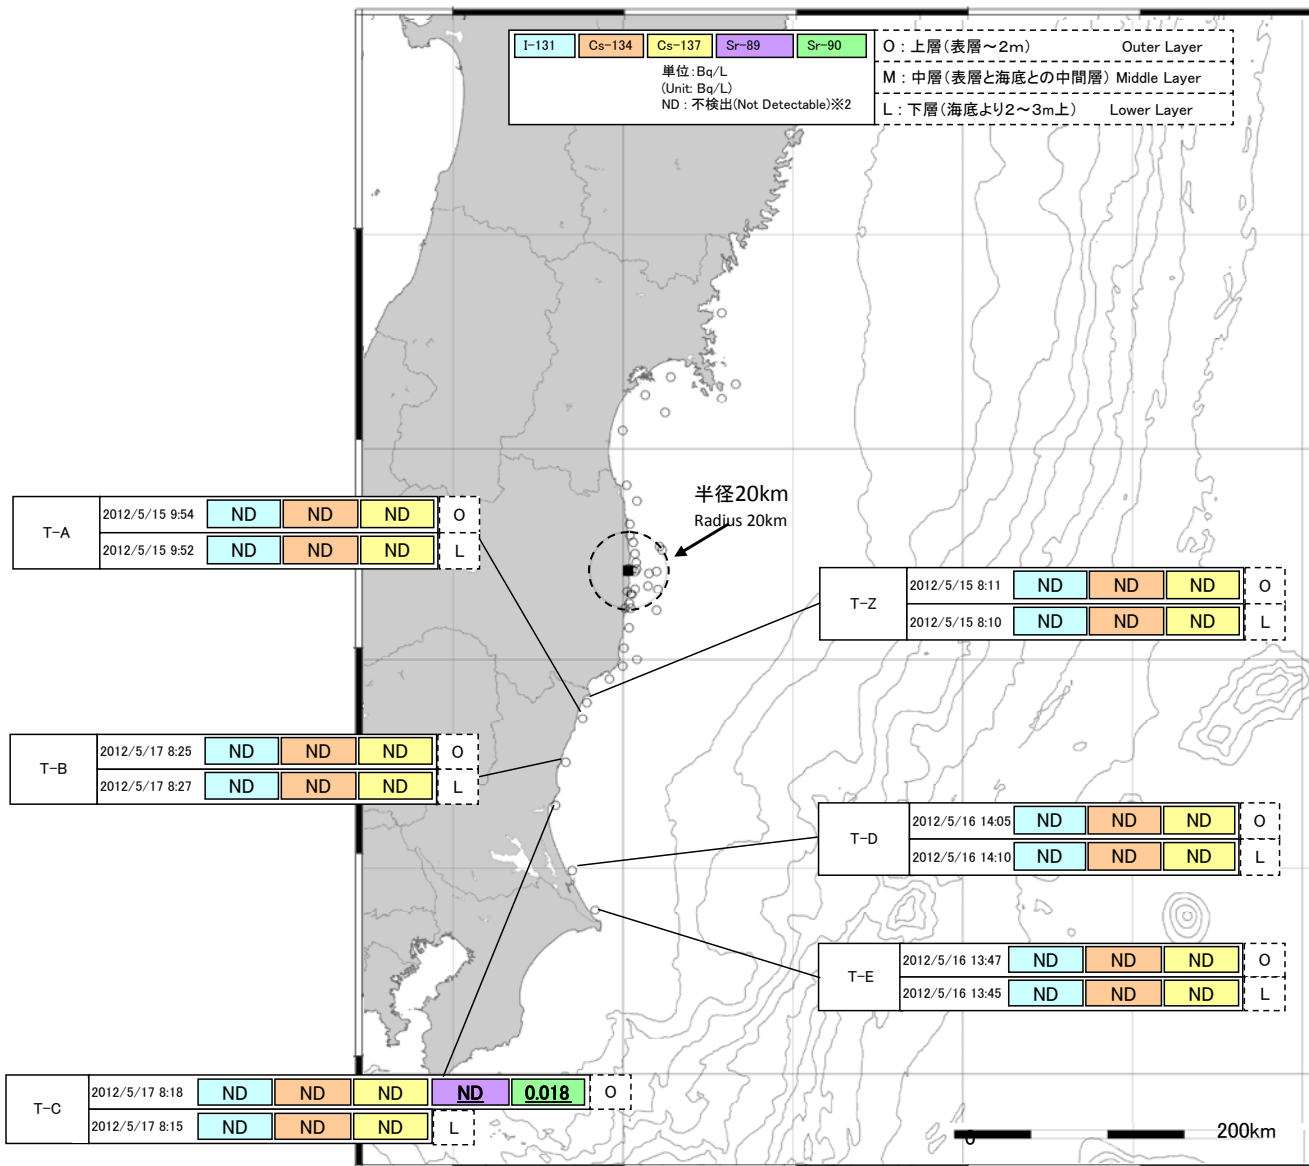 I-131 Cs-134 Cs-137 Sr-89 Sr-90
単位:Bq/L
(Unit: Bq/L)
ND:不検出(Not Detectable)※2
O:上層(表層～2m) Outer Layer
M:中層(表層と海底との中間層) Middle Layer
L:下層(海底より2～3m上) Lower Layer
半径20km
Radius 20km
T-A
2012/5/15 9:54 ND ND ND O
2012/5/15 9:52 ND ND ND L
T-Z
2012/5/15 8:11 ND ND ND O
2012/5/15 8:10 ND ND ND L
T-B
2012/5/17 8:25 ND ND ND O
2012/5/17 8:27 ND ND ND L
T-D
2012/5/16 14:05 ND ND ND O
2012/5/16 14:10 ND ND ND L
T-E
2012/5/16 13:47 ND ND ND O
2012/5/16 13:45 ND ND ND L
T-C
2012/5/17 8:18 ND ND ND ND 0.018 O
2012/5/17 8:15 ND ND ND L
0 200km